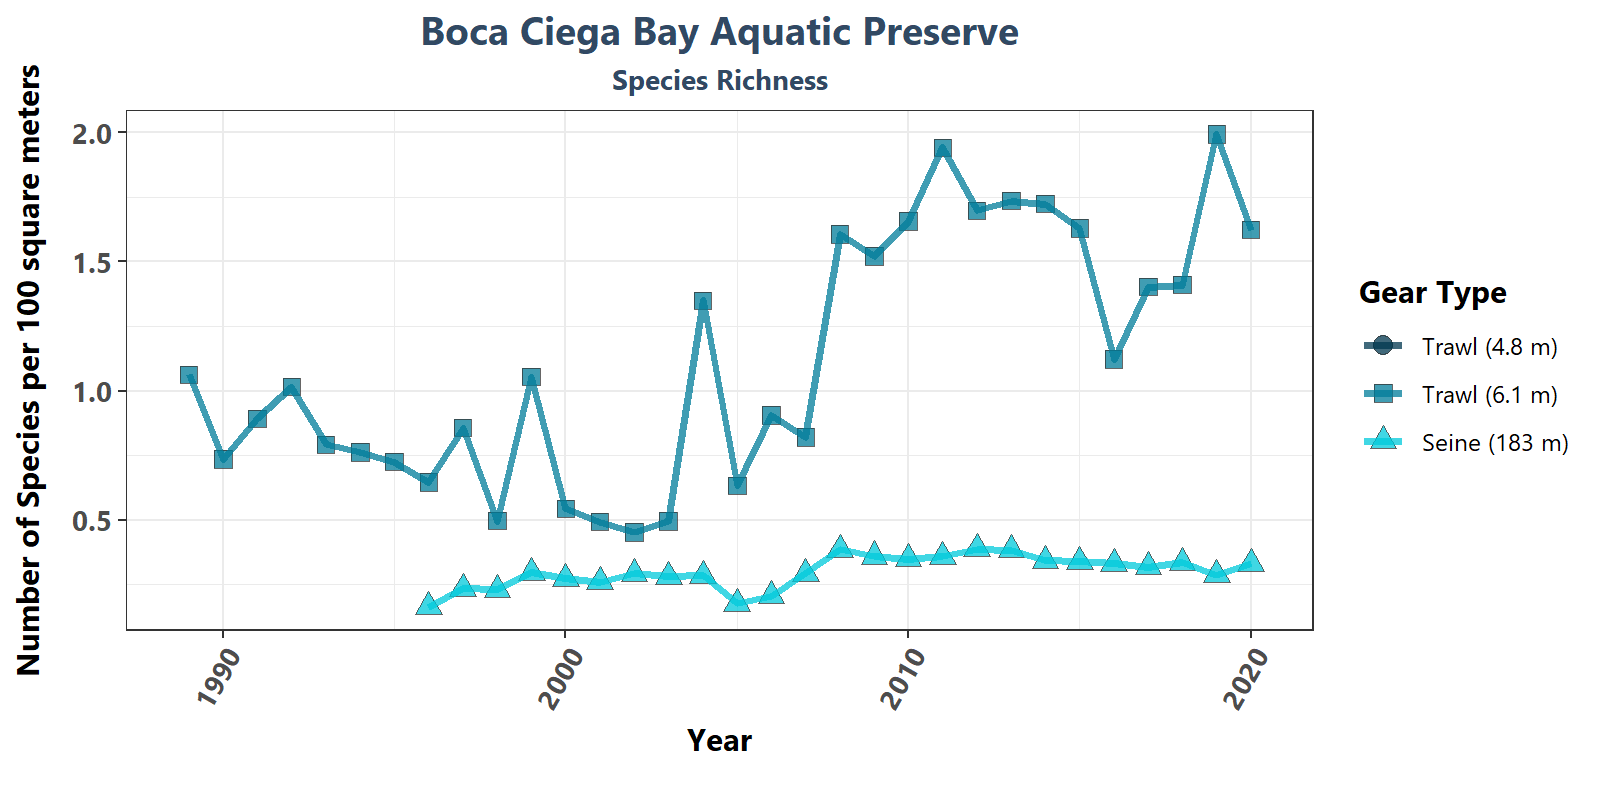 Boca Ciega Bay Aquatic Preserve
Species Richness
Number of Species per 100 square meters
2.0
1.5
1.0
0.5
1990
2000
2010
2020
Year
Gear Type
Trawl (4.8 m)
Trawl (6.1 m)
Seine (183 m)